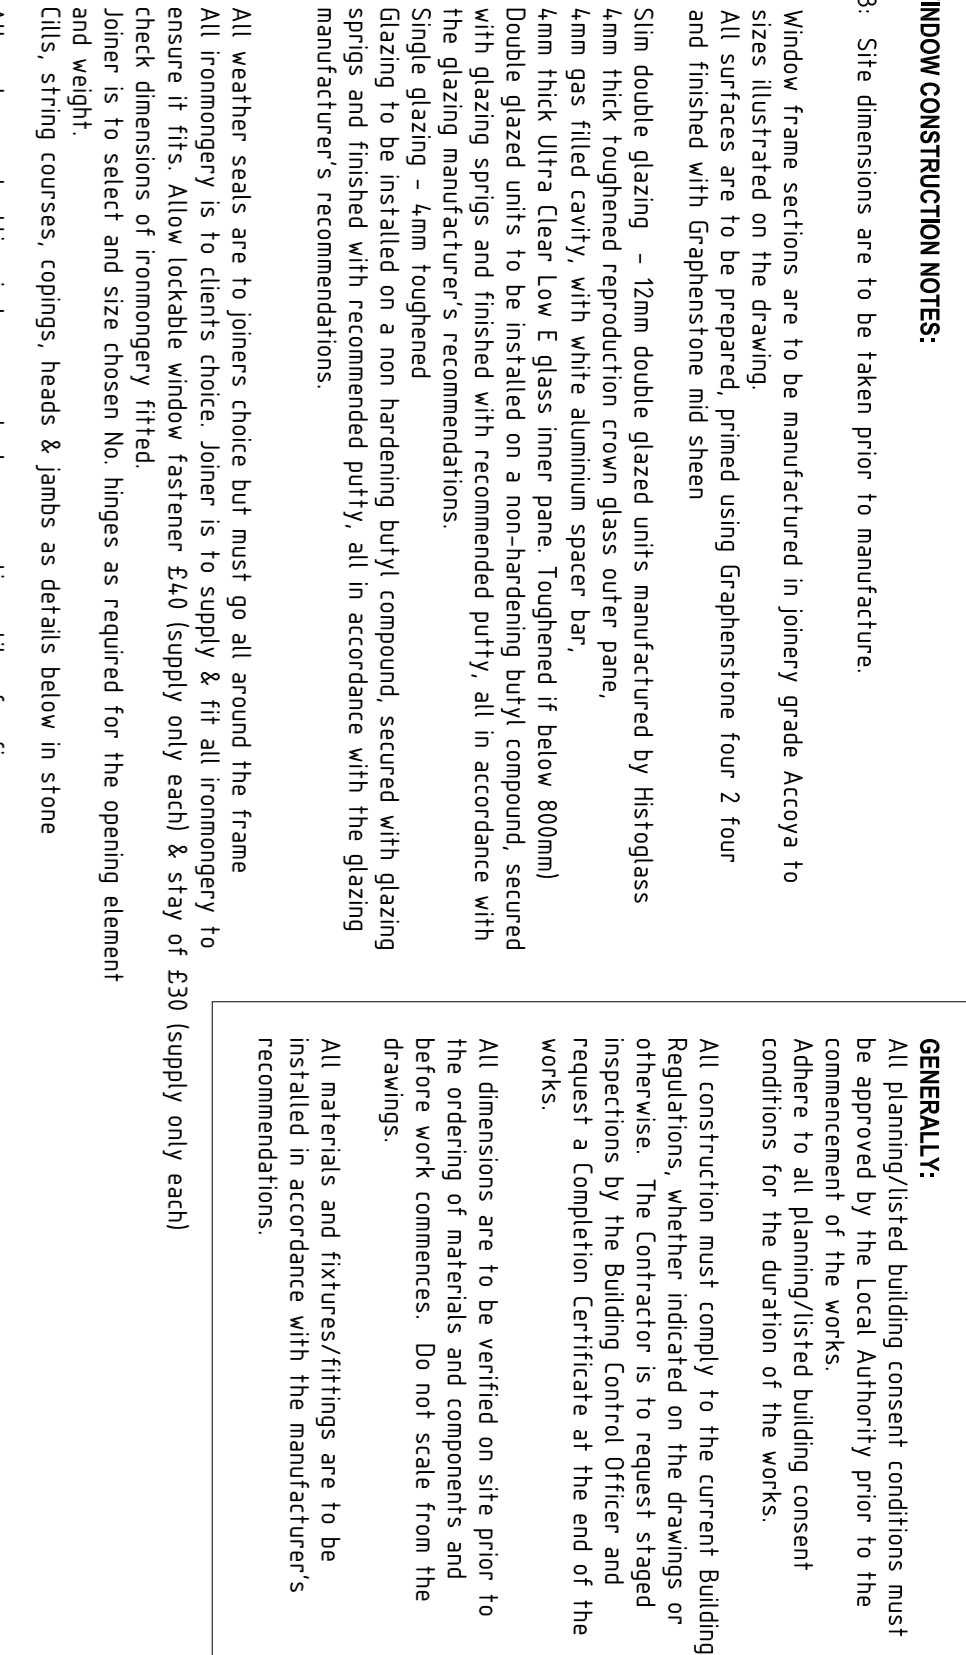 INDOW CONSTRUCTION NOTES:
B: Site dimensions are to be taken prior to manufacture.
Window frame sections are to be manufactured in joinery grade Accoya to
sizes illustrated on the drawing.
All surfaces are to be prepared, primed using Graphenstone four 2 four
and finished with Graphenstone mid sheen
Slim double glazing - 12mm double glazed units manufactured by Histoglass
4mm thick toughened reproduction crown glass outer pane,
4mm gas filled cavity, with white aluminium spacer bar,
4mm thick Ultra Clear Low E glass inner pane. Toughened if below 800mm)
Double glazed units to be installed on a non-hardening butyl compound, secured
with glazing sprigs and finished with recommended putty, all in accordance with
the glazing manufacturer's recommendations.
Single glazing - 4mm toughened
Glazing to be installed on a non hardening butyl compound, secured with glazing
sprigs and finished with recommended putty, all in accordance with the glazing
manufacturer's recommendations.
All weather seals are to joiners choice but must go all around the frame
All ironmongery is to clients choice. Joiner is to supply & fit all ironmongery to
ensure it fits. Allow lockable window fastener £40 (supply only each) & stay of £30 (supply only each)
check dimensions of ironmongery fitted.
Joiner is to select and size chosen No. hinges as required for the opening element
and weight.
Cills, string courses, copings, heads & jambs as details below in stone
GENERALLY:
All planning/listed building consent conditions must
be approved by the Local Authority prior to the
commencement of the works.
Adhere to all planning/listed building consent
conditions for the duration of the works.
All construction must comply to the current Building
Regulations, whether indicated on the drawings or
otherwise. The Contractor is to request staged
inspections by the Building Control Officer and
request a Completion Certificate at the end of the
works.
All dimensions are to be verified on site prior to
the ordering of materials and components and
before work commences. Do not scale from the
drawings.
All materials and fixtures/fittings are to be
installed in accordance with the manufacturer's
recommendations.